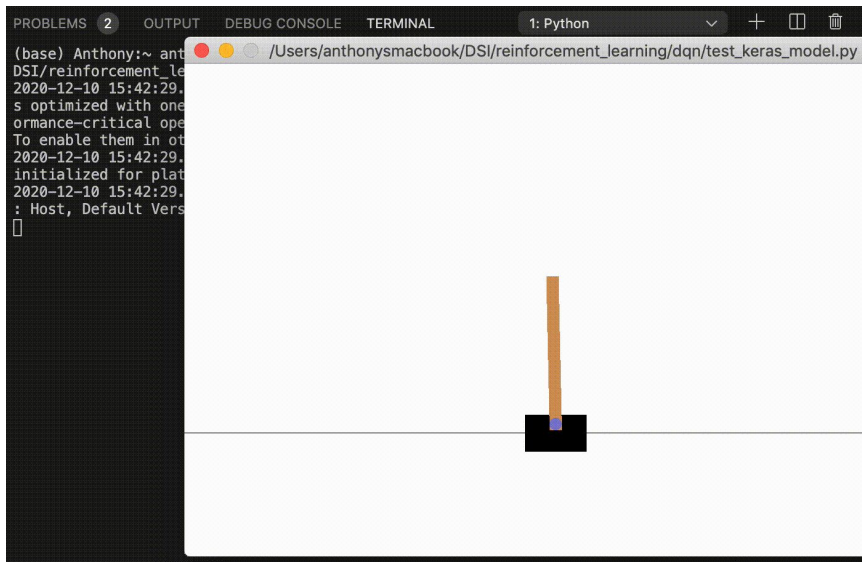 PROBLEMS 2 OUTPUT DEBUG CONSOLE TERMINAL 1: Python
/Users/anthonysmacbook/DSI/reinforcement_learning/dqn/test_keras_model.py
(base) Anthony:~ ant
DSI/reinforcement_le
2020-12-10 15:42:29.
s optimized with one
ormance-critical ope
To enable them in ot
2020-12-10 15:42:29.
initialized for plat
2020-12-10 15:42:29.
: Host, Default Vers